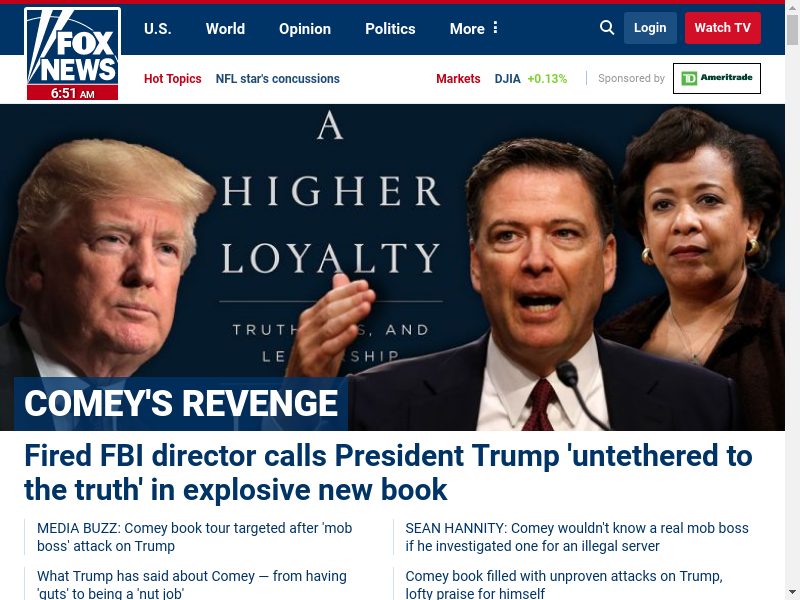 FOX
NEWS
6:51 AM
U.S. World Opinion Politics More Login Watch TV
Hot Topics NFL star's concussions Markets DJIA +0.13% Sponsored by TD Ameritrade
A
HIGHER
LOYALTY
TRUTH S, AND
LE SHIP
COMEY'S REVENGE
Fired FBI director calls President Trump 'untethered to
the truth' in explosive new book
MEDIA BUZZ: Comey book tour targeted after 'mob
boss' attack on Trump
SEAN HANNITY: Comey wouldn't know a real mob boss
if he investigated one for an illegal server
What Trump has said about Comey — from having
'guts' to being a 'nut job'
Comey book filled with unproven attacks on Trump,
lofty praise for himself